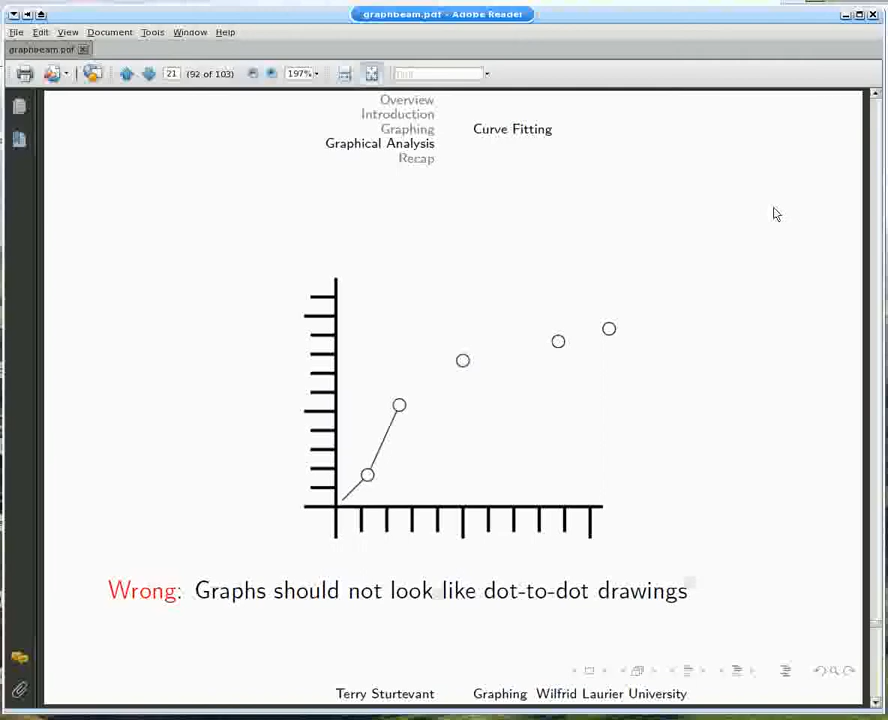 graphbeam.pdf - Adobe Reader
File Edit View Document Tools Window Help
graphbeam.pdf
21 (92 of 103) 197% Find
Overview
Introduction
Graphing Curve Fitting
Graphical Analysis
Recap
Wrong: Graphs should not look like dot-to-dot drawings
Terry Sturtevant Graphing Wilfrid Laurier University